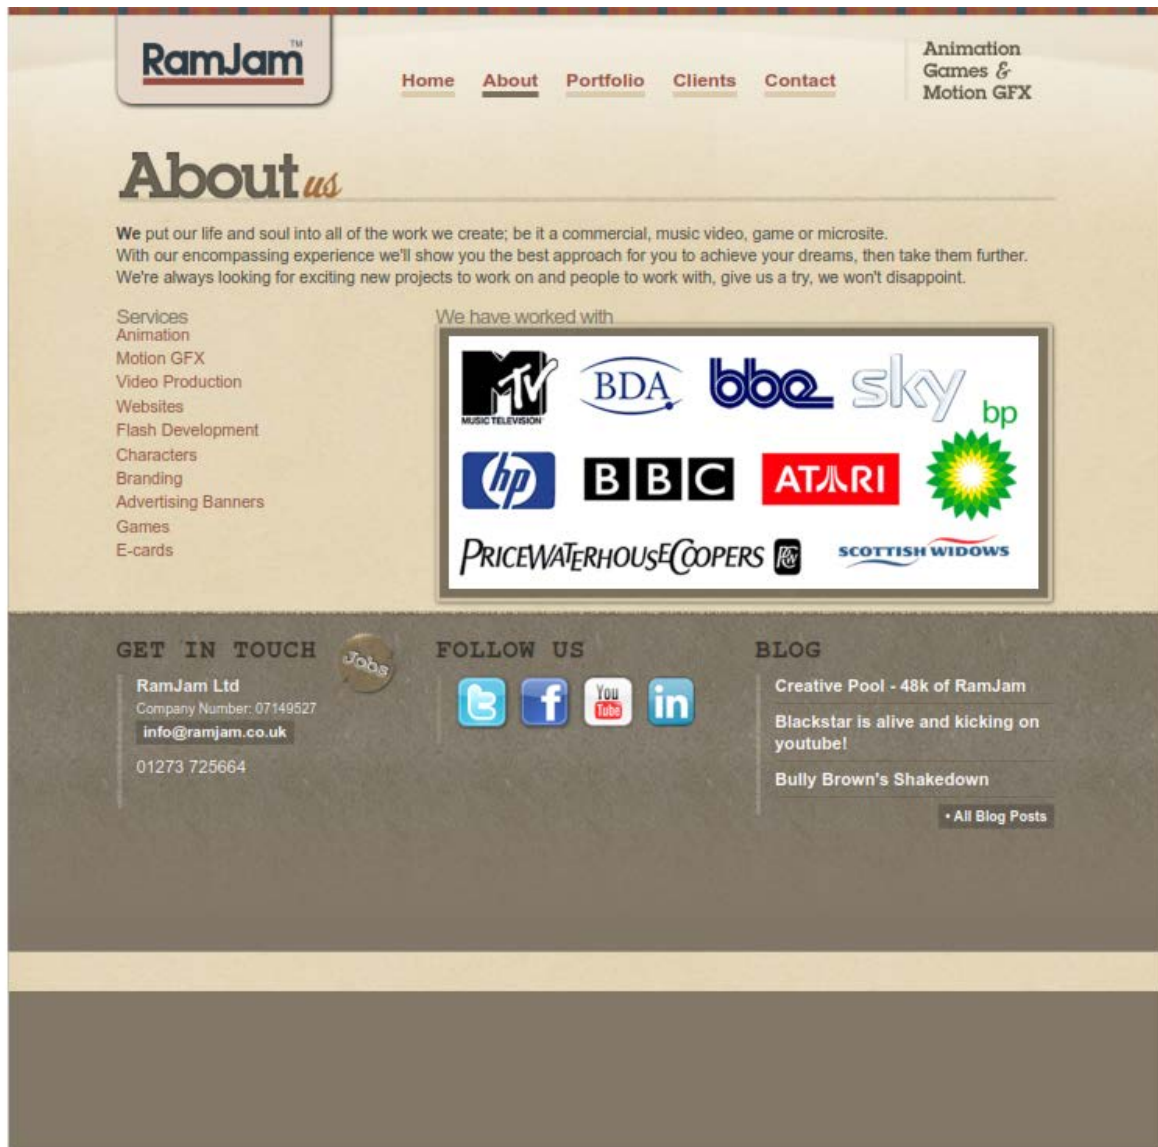 RamJam™
Home About Portfolio Clients Contact
Animation
Games &
Motion GFX
About us
We put our life and soul into all of the work we create; be it a commercial, music video, game or microsite.
With our encompassing experience we'll show you the best approach for you to achieve your dreams, then take them further.
We're always looking for exciting new projects to work on and people to work with, give us a try, we won't disappoint.
Services
Animation
Motion GFX
Video Production
Websites
Flash Development
Characters
Branding
Advertising Banners
Games
E-cards
We have worked with
MTV
MUSIC TELEVISION
BDA
bbe
sky
bp
hp
BBC
ATARI
PRICEWATERHOUSECOOPERS PWC
SCOTTISH WIDOWS
GET IN TOUCH
Jobs
RamJam Ltd
Company Number: 07149527
info@ramjam.co.uk
01273 725664
FOLLOW US
t f You Tube in
BLOG
Creative Pool - 48k of RamJam
Blackstar is alive and kicking on
youtube!
Bully Brown's Shakedown
• All Blog Posts